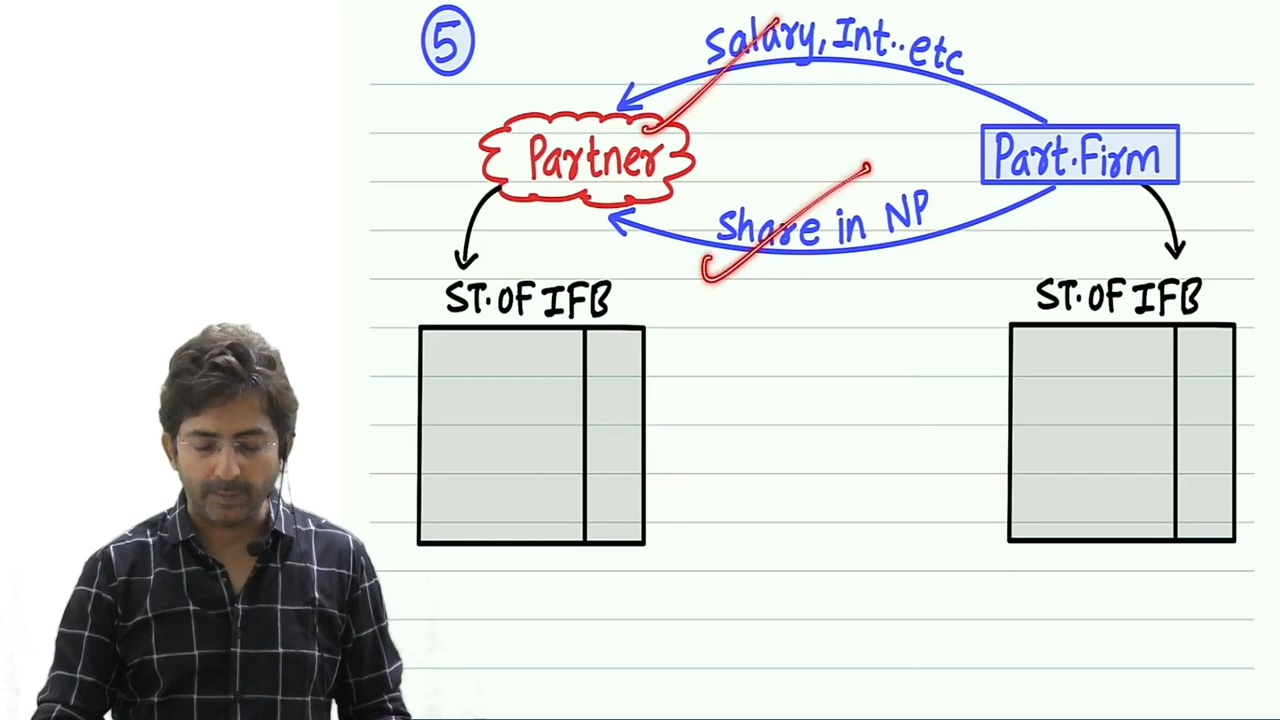 5
Salary, Int..etc
Partner
Part.Firm
Share in NP
ST.OF IFB
ST.OF IFB